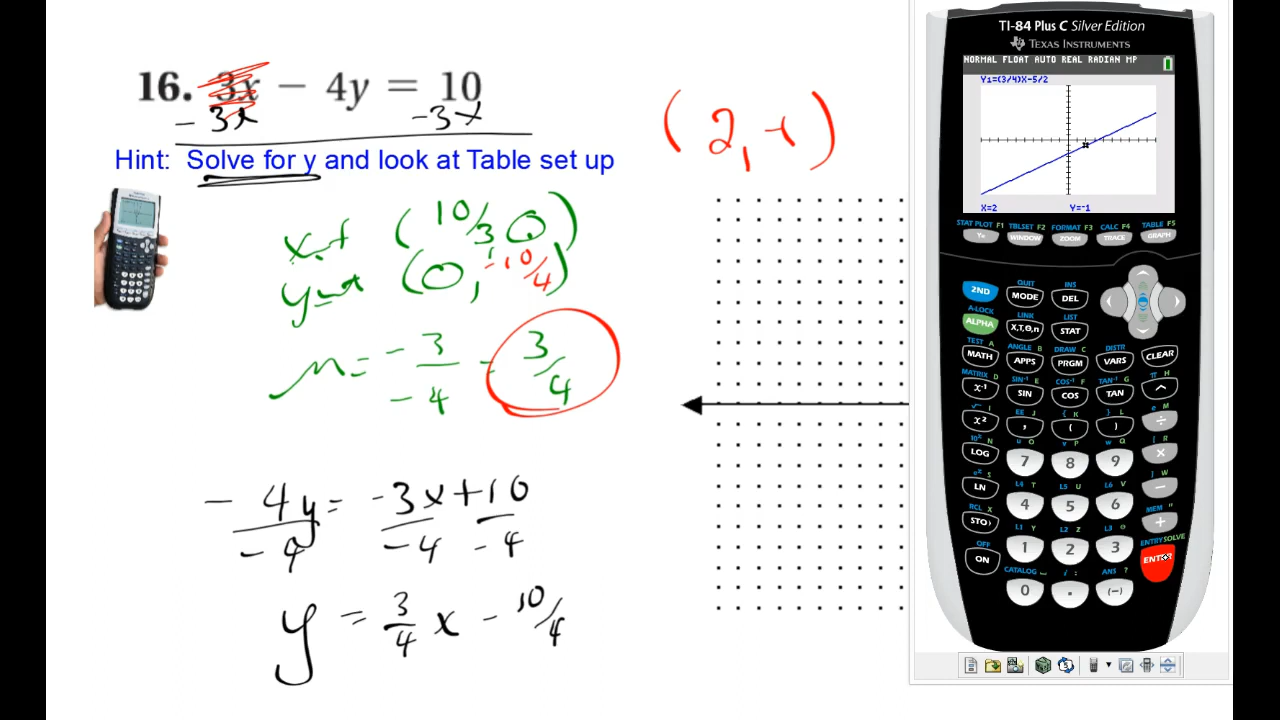 16. 3x − 4y = 10
- 3x -3x
Hint: Solve for y and look at Table set up
(2, -1)
x-int (10/3, 0)
y-int (0, -10/4)
m = -3/-4 = 3/4
- 4y = -3x + 10
-4 -4 -4
y = 3/4 x - 10/4
TI-84 Plus C Silver Edition
TEXAS INSTRUMENTS
NORMAL FLOAT AUTO REAL RADIAN MP
Y1=(3/4)X-5/2
X=2 Y=-1
STAT PLOT F1 TBLSET F2 FORMAT F3 CALC F4 TABLE F5
Y= WINDOW ZOOM TRACE GRAPH
QUIT INS
2ND MODE DEL
A-LOCK LINK LIST
ALPHA X,T,Θ,n STAT
TEST A ANGLE B DRAW C DISTR
MATH APPS PRGM VARS CLEAR
MATRIX D SIN⁻¹ E COS⁻¹ F TAN⁻¹ G π H
x⁻¹ SIN COS TAN ^
√ I EE J { K } L e M
x² , ( ) ÷
10ˣ N u O v P w Q [ R
LOG 7 8 9 ×
eˣ S L4 T L5 U L6 V ] W
LN 4 5 6 −
RCL X L1 Y L2 Z L3 θ MEM "
STO› 1 2 3 +
OFF CATALOG ⎵ i : ANS ? ENTRY SOLVE
ON 0 . (−) ENTER